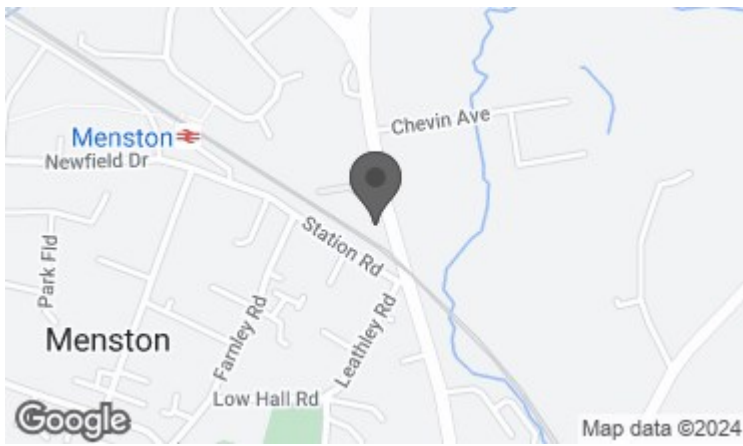 Chevin Ave
Menston
Newfield Dr
Station Rd
Park Fld
Farnley Rd
Leathley Rd
Menston
Low Hall Rd
Google
Map data ©2024